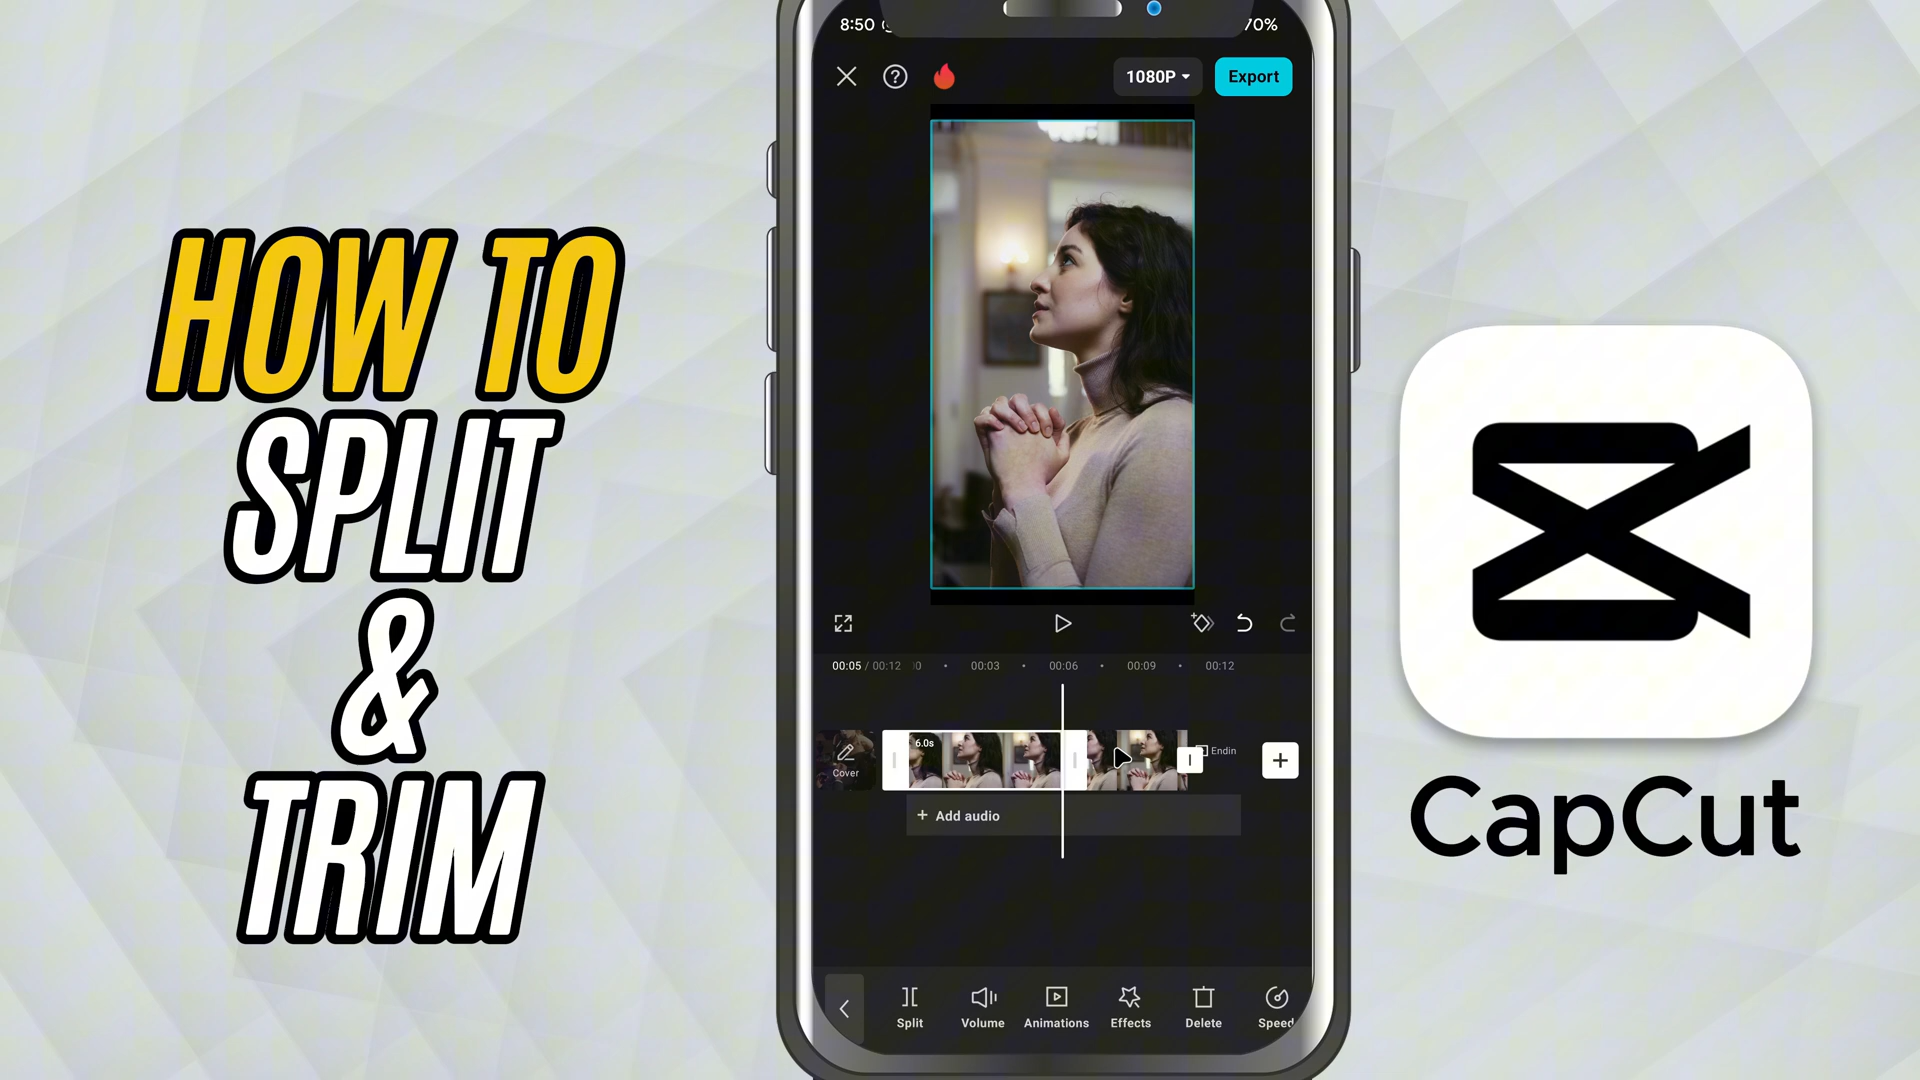 HOW TO
SPLIT
&
TRIM
8:50
70%
1080P
Export
00:05 / 00:12
00:03
00:06
00:09
00:12
6.0s
Cover
Endin
+ Add audio
Split
Volume
Animations
Effects
Delete
Speed
CapCut